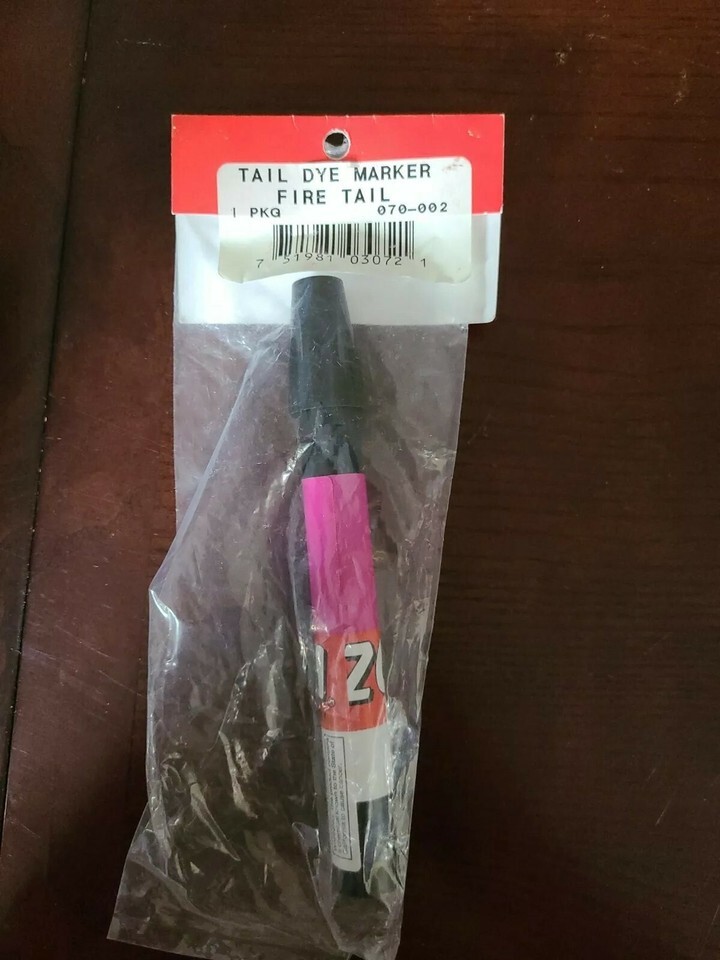 TAIL DYE MARKER
FIRE TAIL
1 PKG 070-002
7 51981 03072 1